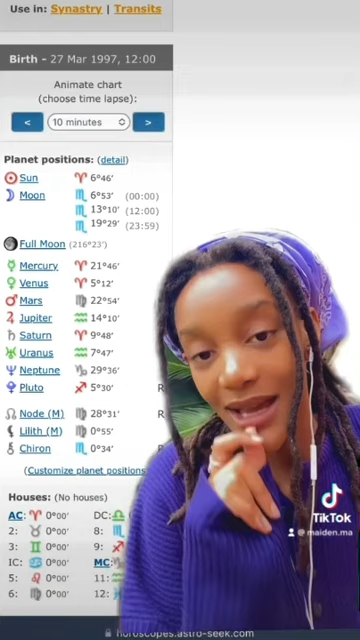 Use in: Synastry | Transits
Birth - 27 Mar 1997, 12:00
Animate chart
(choose time lapse):
< 10 minutes >
Planet positions: (detail)
Sun ♈ 6°46'
Moon ♏ 6°53' (00:00)
♏ 13°10' (12:00)
♏ 19°29' (23:59)
Full Moon (216°23')
Mercury ♈ 21°46'
Venus ♈ 5°12'
Mars ♍ 22°54'
Jupiter ♒ 14°10'
Saturn ♈ 9°48'
Uranus ♒ 7°47'
Neptune ♑ 29°36'
Pluto ♐ 5°30' R
Node (M) ♍ 28°31' R
Lilith (M) ♍ 0°55'
Chiron ♏ 0°34' R
(Customize planet positions
Houses: (No houses)
AC: ♈ 0°00' DC: ♎
2: ♉ 0°00' 8: ♏
3: ♊ 0°00' 9: ♐
IC: ♋ 0°00' MC: ♑
5: ♌ 0°00' 11: ♒
6: ♍ 0°00' 12: ♓
TikTok
@maiden.ma
horoscopes.astro-seek.com